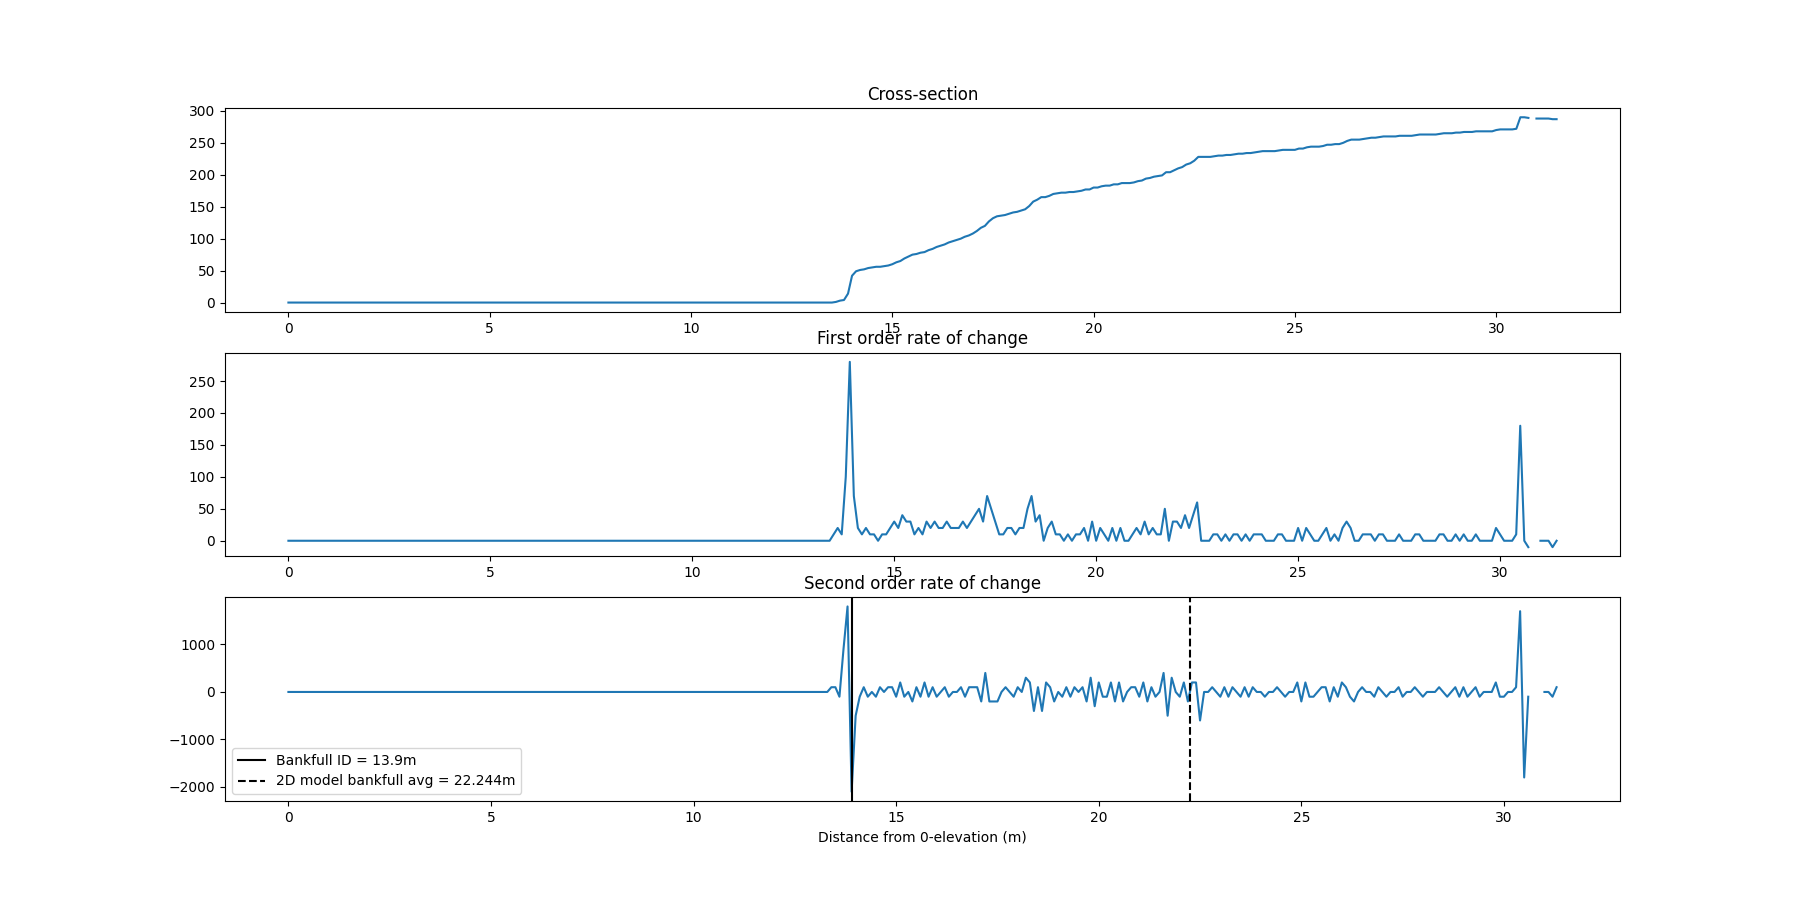 Cross-section
300
250
200
150
100
50
0
0 5 10 15 20 25 30
First order rate of change
250
200
150
100
50
0
0 5 10 15 20 25 30
Second order rate of change
1000
0
−1000
−2000
Bankfull ID = 13.9m
2D model bankfull avg = 22.244m
0 5 10 15 20 25 30
Distance from 0-elevation (m)